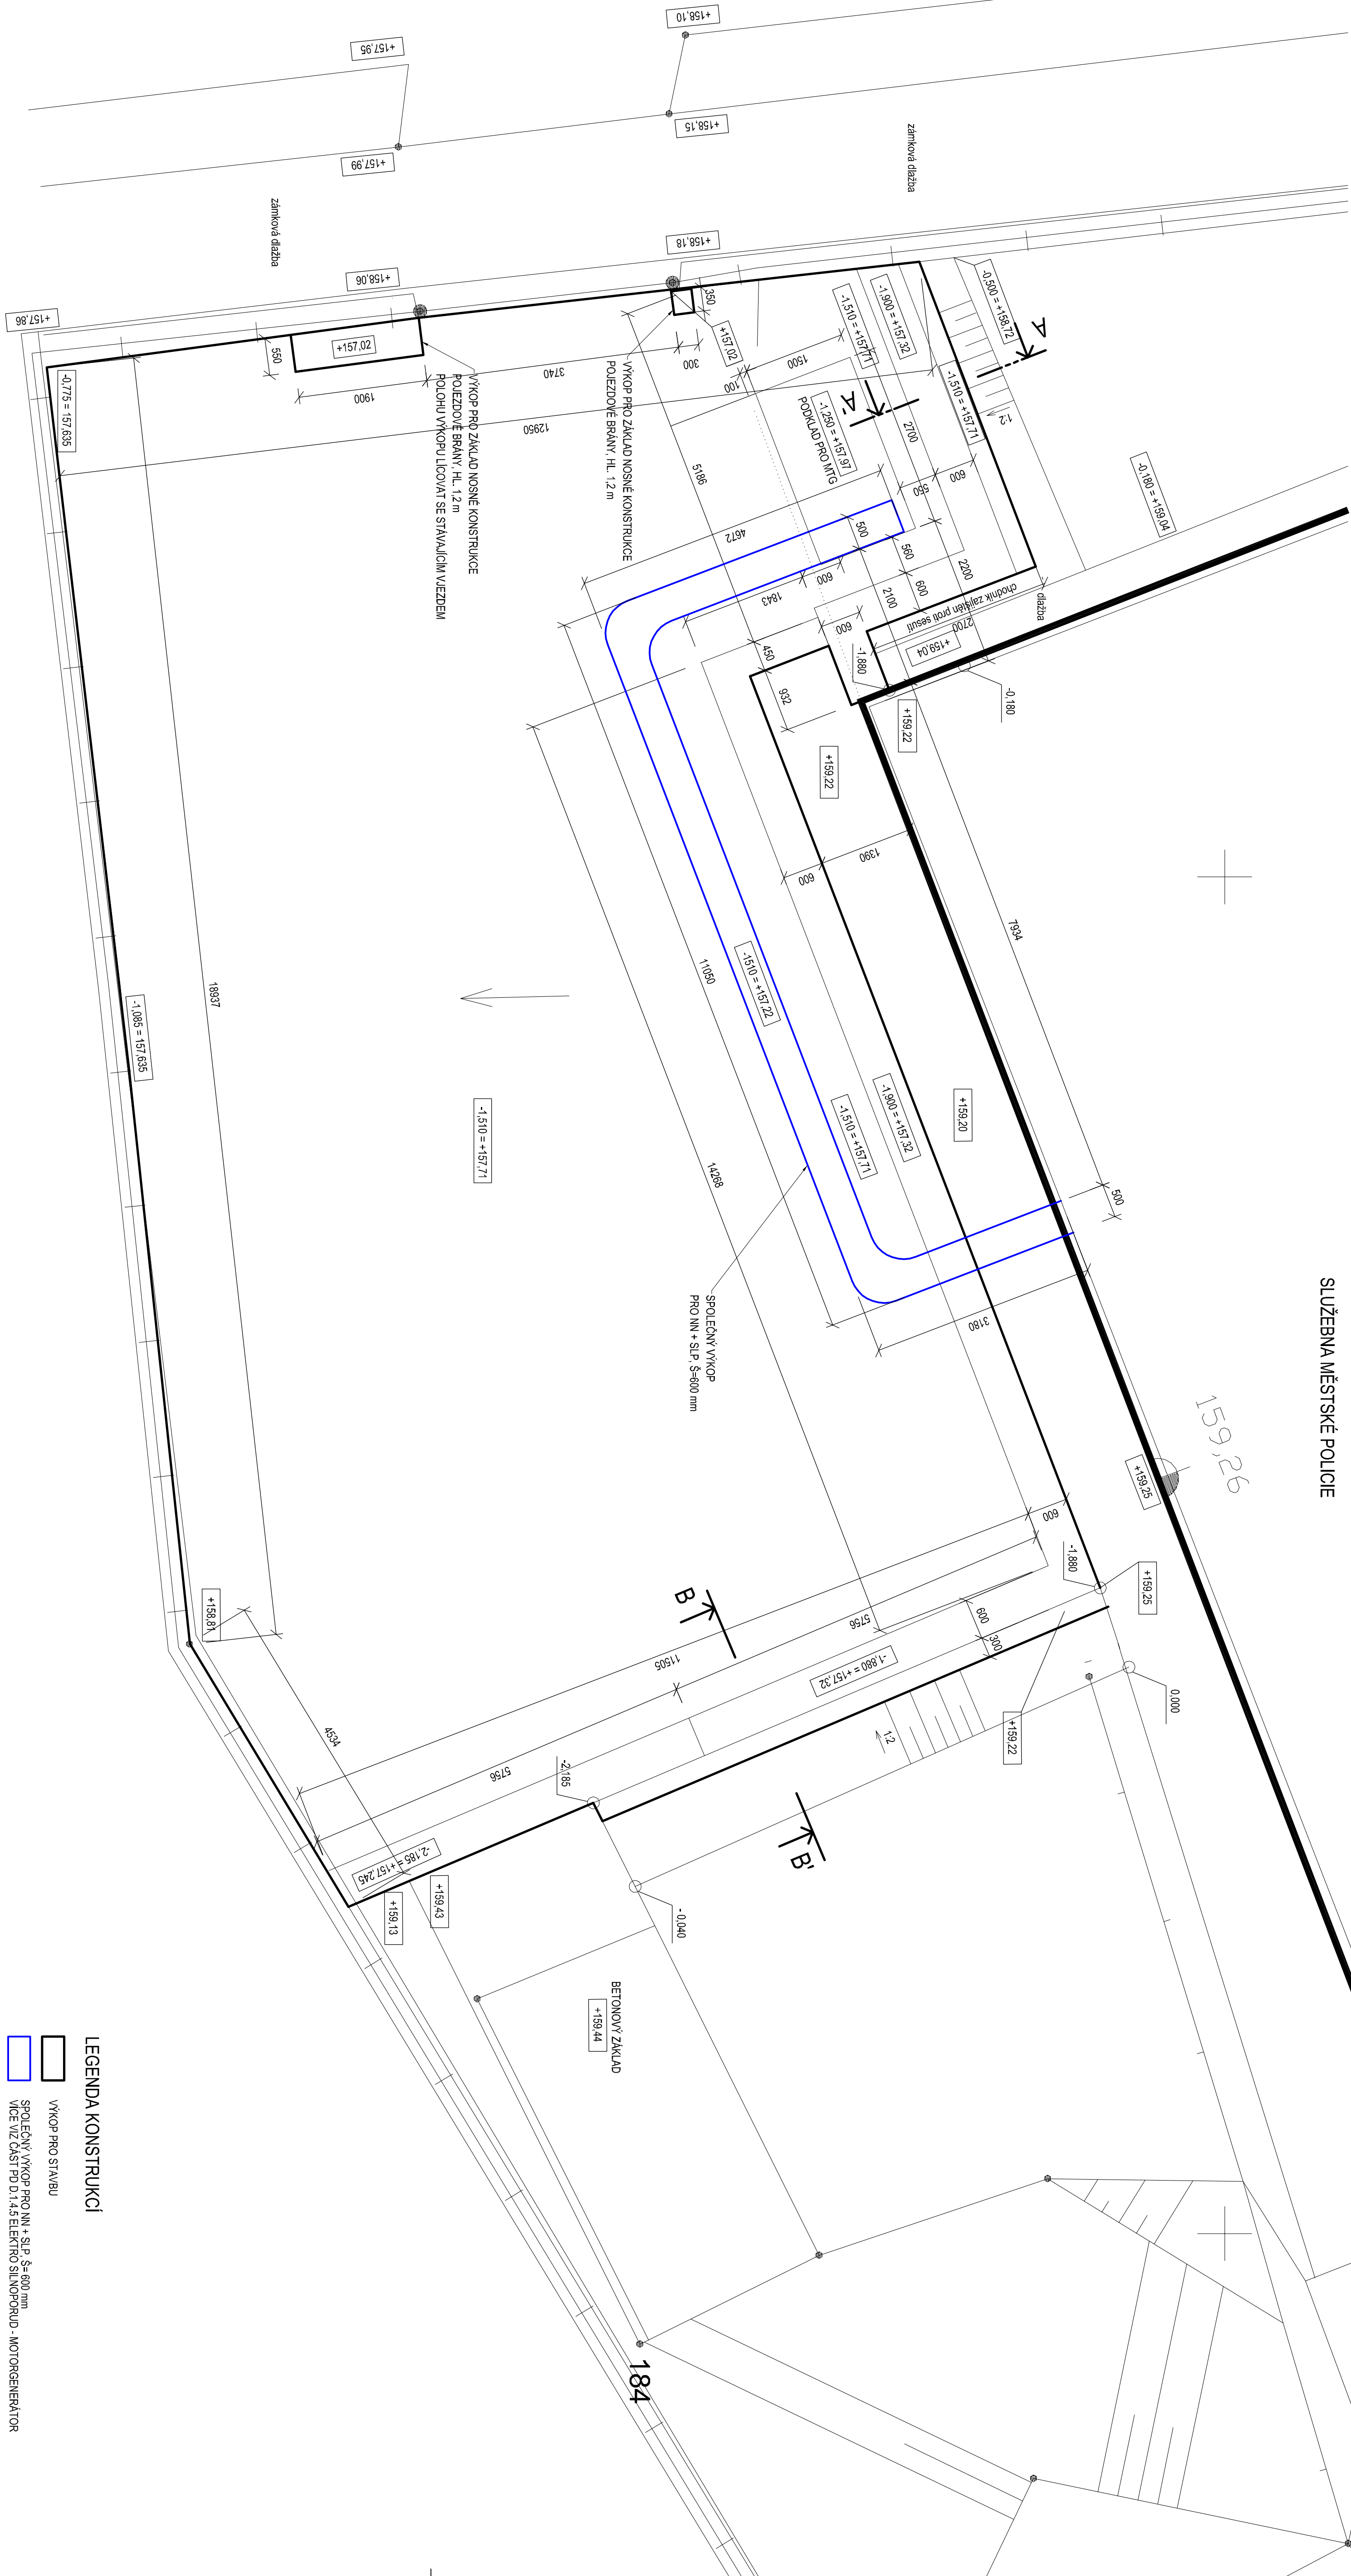 +158,10
+157,95
+158,15
+157,99
zámková dlažba
zámková dlažba
+158,18
+158,06
+157,86
-0,500 = +158,72
A
-1,900 = +157,32
-1,510 = +157,71
350
+157,02
+157,02
550
-0,775 = 157,635
1900
3740
300
100
1500
12950
VÝKOP PRO ZÁKLAD NOSNÉ KONSTRUKCE
POJEZDOVÉ BRÁNY, HL. 1,2 m
POLOHU VÝKOPU LÍCOVAT SE STÁVAJÍCÍM VJEZDEM
VÝKOP PRO ZÁKLAD NOSNÉ KONSTRUKCE
POJEZDOVÉ BRÁNY, HL. 1,2 m
-1,510 = +157,71
1:2
A'
-1,250 = +157,97
PODKLAD PRO MTG
2700
600
550
-0,180 = +159,04
5186
4672
500
560
600
2200
2100
600
1843
600
dlažba
chodník zajištěn proti sesutí
2700
+159,04
-0,180
-1,880
450
932
+159,22
+159,22
1390
600
7934
18937
11050
-1510 = +157,22
-1,085 = 157,635
-1,510 = +157,71
-1,900 = +157,32
-1,510 = +157,71
+159,20
14268
500
SPOLEČNÝ VÝKOP
PRO NN + SLP, Š=600 mm
3180
SLUŽEBNA MĚSTSKÉ POLICIE
159,26
+159,25
600
-1,880
+159,25
B
+158,81
5756
600
300
11505
-1,880 = +157,32
0,000
+159,22
1:2
4534
5756
-2,185
B'
-2,185 = +157,245
+159,43
+159,13
- 0,040
BETONOVÝ ZÁKLAD
+159,44
184
LEGENDA KONSTRUKCÍ
VÝKOP PRO STAVBU
SPOLEČNÝ VÝKOP PRO NN + SLP, Š= 600 mm
VÍCE VIZ ČÁST PD D.1.4.5 ELEKTRO SILNOPORUD - MOTORGENERÁTOR